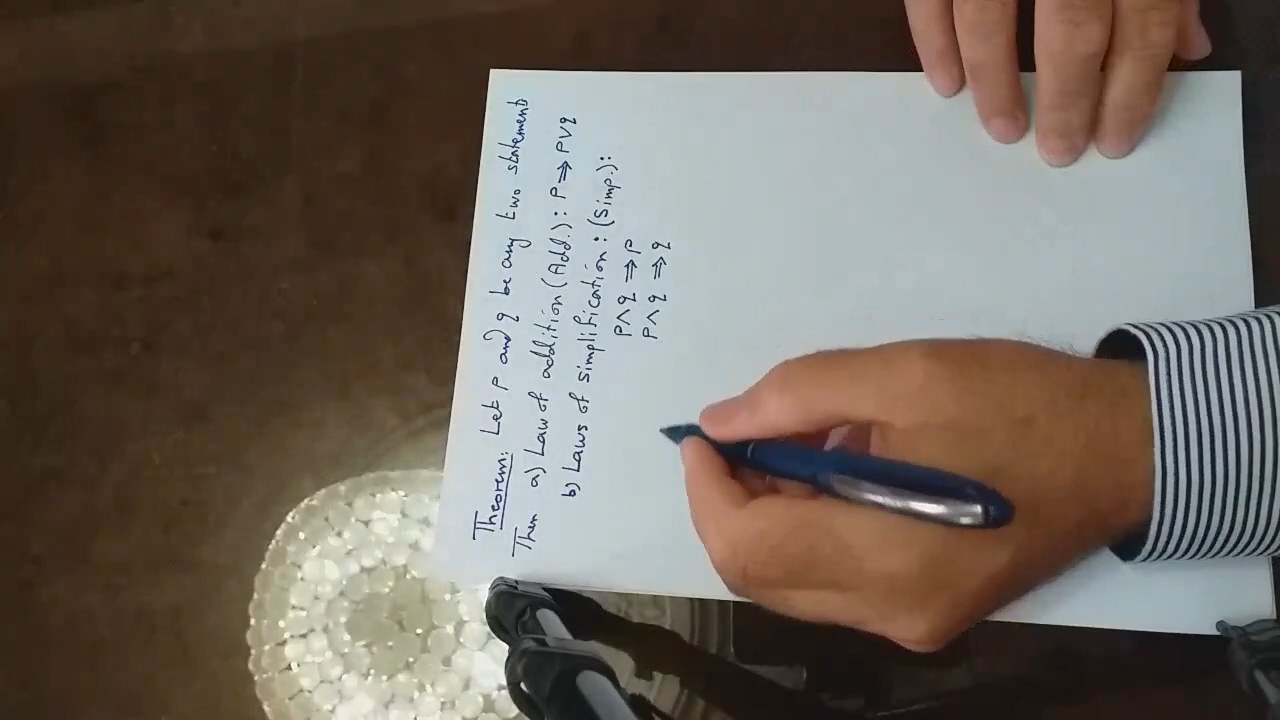 Theorem: Let p and q be any two statements
Then a) Law of addition (Add.): P ⇒ P∨q
b) Laws of simplification: (Simp.):
P∧q ⇒ p
P∧q ⇒ q